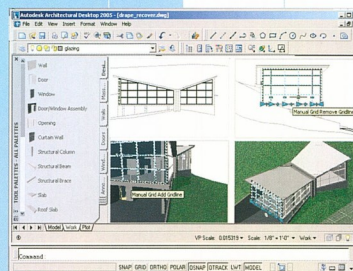 Autodesk Architectural Desktop 2005 - [drape_recover.dwg]
File Edit View Insert Format Window Help
glazing
Wall
Door
Window
Door/Window Assembly
Opening
Curtain Wall
Structural Column
Structural Beam
Structural Brace
Slab
Roof Slab
TOOL PALETTES - ALL PALETTES
Walls
Doors
Manual Grid Remove Gridline
Manual Grid Add Gridline
Model Work Plot
VP Scale: 0.015319 Scale: 1/8"=1'-0" Work
Command
SNAP GRID ORTHO POLAR OSNAP OTRACK LWT MODEL